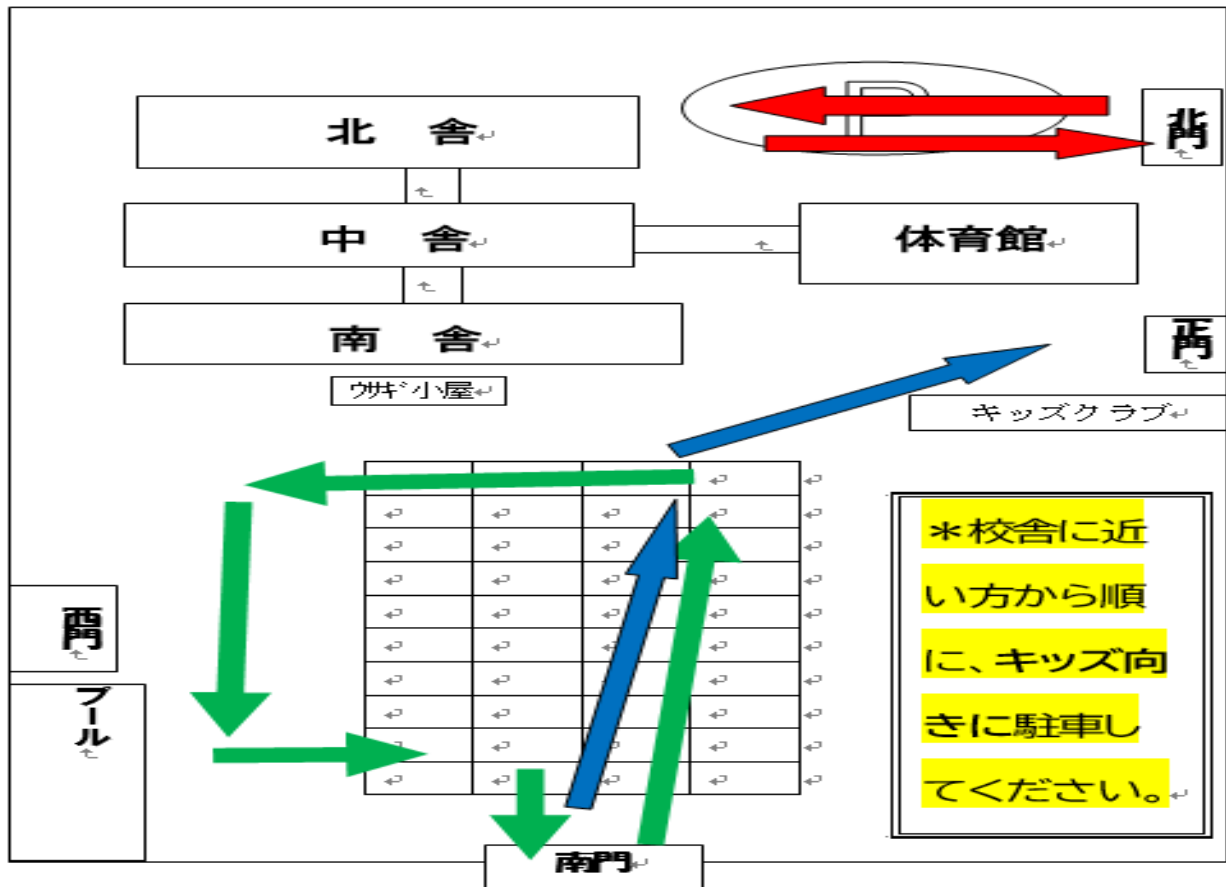 P
北門
北　舎
中　舎
体育館
南　舎
正門
ｳｻｷﾞ小屋
キッズクラブ
＊校舎に近
い方から順
に、キッズ向
きに駐車し
てください。
西門
プール
南門